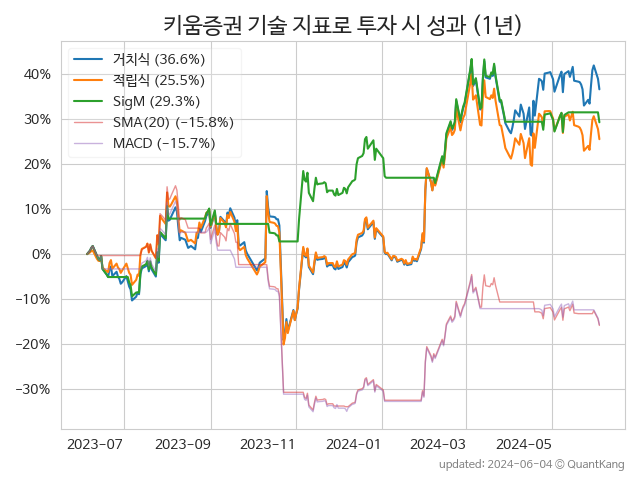 키움증권 기술 지표로 투자 시 성과 (1년)
거치식 (36.6%)
적립식 (25.5%)
SigM (29.3%)
SMA(20) (−15.8%)
MACD (−15.7%)
40%
30%
20%
10%
0%
−10%
−20%
−30%
2023-07 2023-09 2023-11 2024-01 2024-03 2024-05
updated: 2024-06-04 © QuantKang